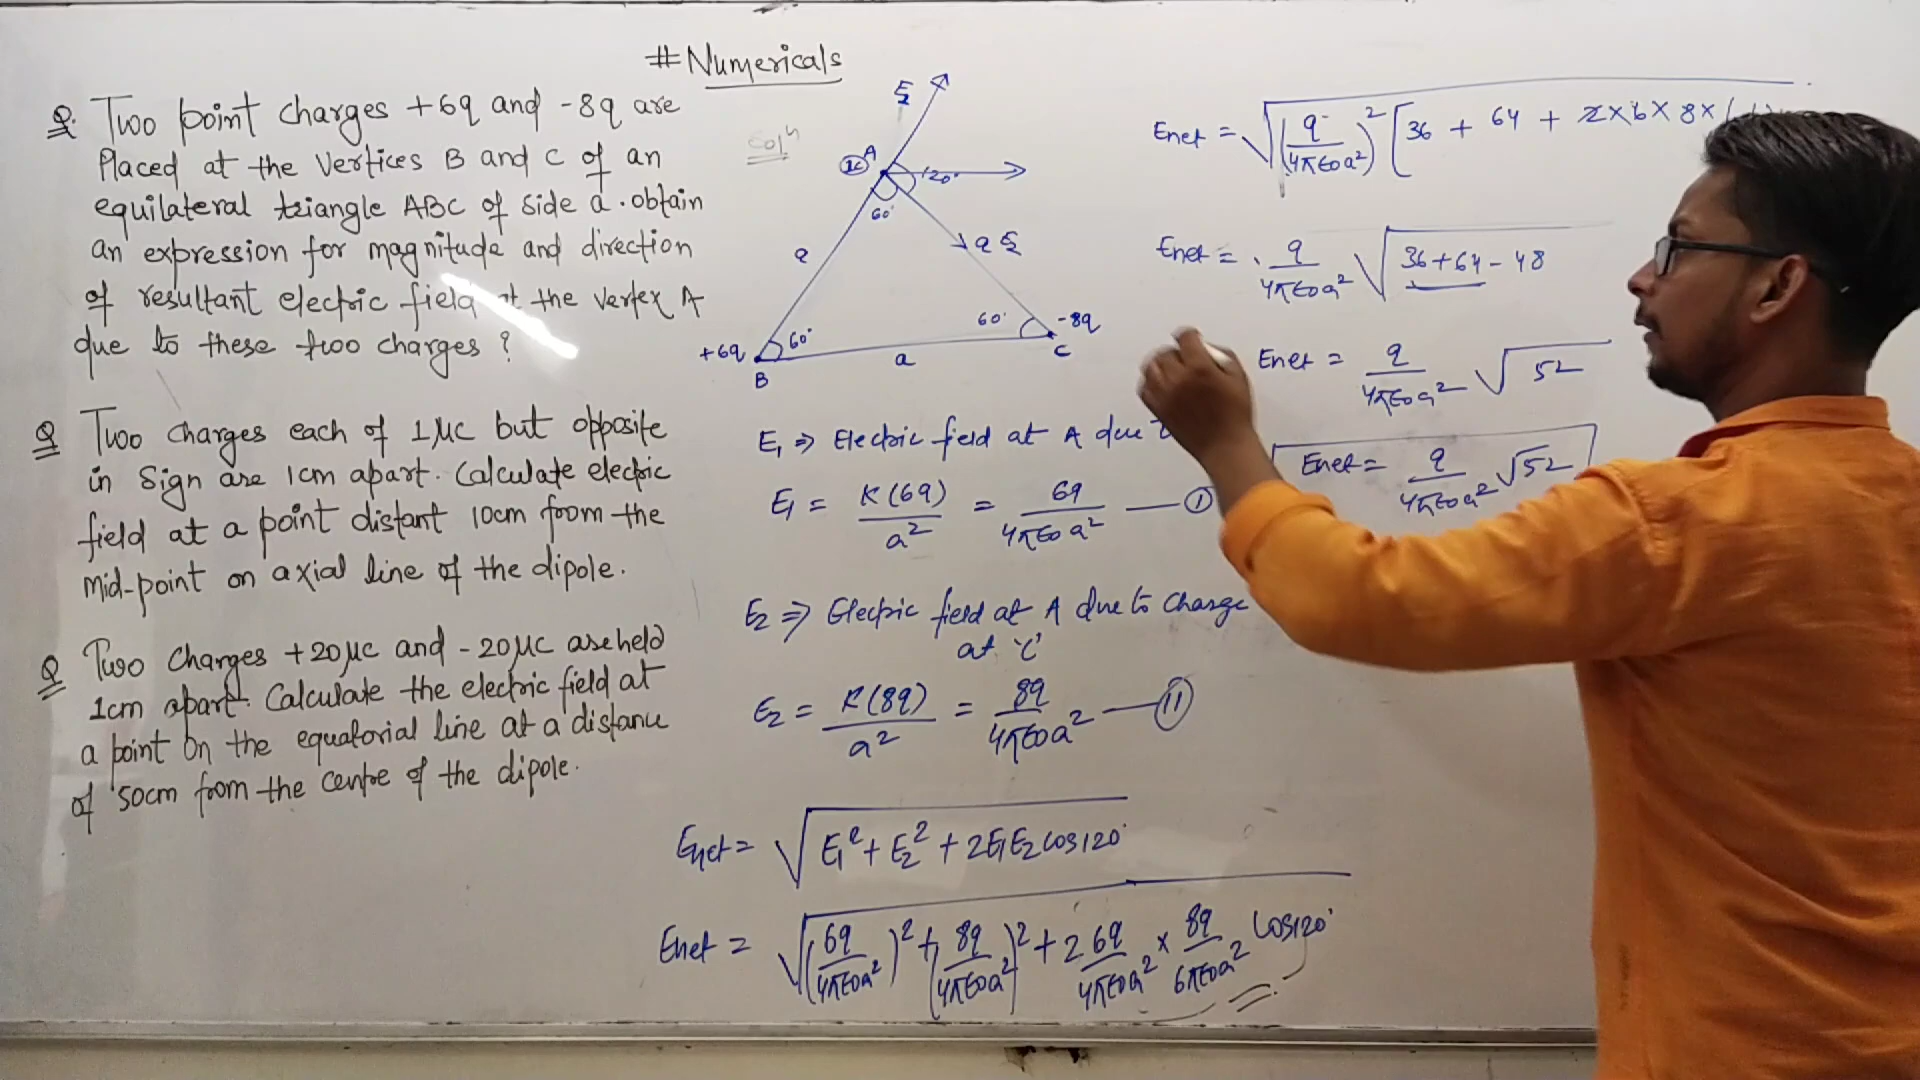 # Numericals
Q. Two point charges +6q and -8q are
Placed at the Vertices B and C of an
equilateral triangle ABC of Side a. obtain
an expression for magnitude and direction
of resultant electric field at the vertex A
due to these two charges ?
Q Two charges each of 1μc but opposite
in Sign are 1cm apart. Calculate electric
field at a point distant 10cm from the
mid-point on axial line of the dipole.
Q Two Charges +20μc and -20μc are held
1cm apart. Calculate the electric field at
a point On the equatorial line at a distance
of 50cm from the centre of the dipole.
Solⁿ
E
1C A
120°
60°
a
a E
+6q 60°
60° -8q
B
a
C
E₁ ⇒ Electric field at A due
E₁ = K(6q)/a² = 6q/4πε₀a² — (I)
E₂ ⇒ Electric field at A due to Charge
at 'C'
E₂ = K(8q)/a² = 8q/4πε₀a² — (II)
Enet = √(E₁² + E₂² + 2E₁E₂ cos120°)
Enet = √((6q/4πε₀a²)² + (8q/4πε₀a²)² + 2 6q/4πε₀a² × 8q/6πε₀a² cos120°)
Enet = √((q/4πε₀a²)² [36 + 64 + 2×6×8×
Enet = q/4πε₀a² √(36+64-48)
Enet = q/4πε₀a² √52
Enet = q/4πε₀a² √52